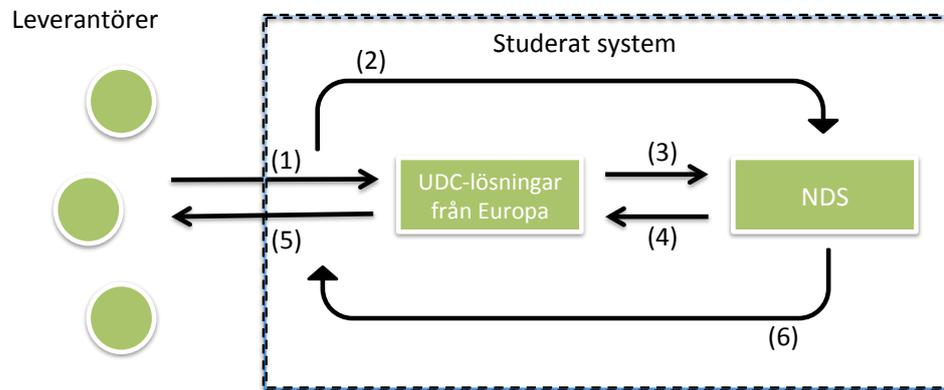 Leverantörer
Studerat system
(2)
(1)
(3)
UDC-lösningar
från Europa
NDS
(5)
(4)
(6)